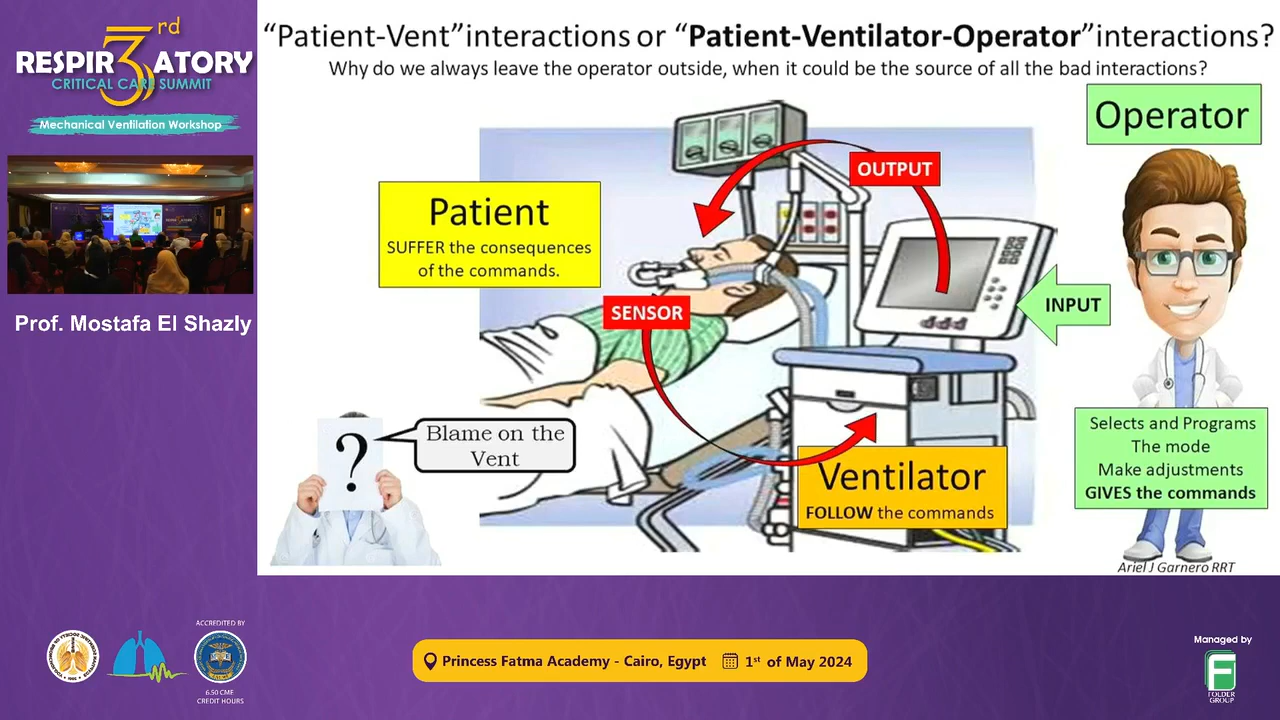 3rd
RESPIRATORY
CRITICAL CARE SUMMIT
Mechanical Ventilation Workshop
Prof. Mostafa El Shazly
“Patient-Vent”interactions or “Patient-Ventilator-Operator”interactions?
Why do we always leave the operator outside, when it could be the source of all the bad interactions?
Operator
OUTPUT
Patient
SUFFER the consequences
of the commands.
SENSOR
INPUT
?
Blame on the
Vent
Ventilator
FOLLOW the commands
Selects and Programs
The mode
Make adjustments
GIVES the commands
Ariel J Garnero RRT
ACCREDITED BY
6.50 CME
CREDIT HOURS
Princess Fatma Academy - Cairo, Egypt
1st of May 2024
Managed by
F
FOLDER
GROUP